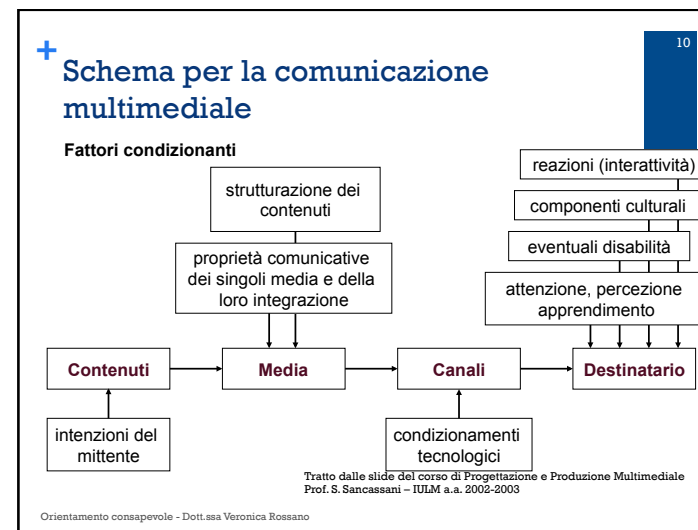 +
10
Schema per la comunicazione
multimediale
Fattori condizionanti
strutturazione dei
contenuti
proprietà comunicative
dei singoli media e della
loro integrazione
reazioni (interattività)
componenti culturali
eventuali disabilità
attenzione, percezione
apprendimento
Contenuti
Media
Canali
Destinatario
intenzioni del
mittente
condizionamenti
tecnologici
Tratto dalle slide del corso di Progettazione e Produzione Multimediale
Prof. S. Sancassani – IULM a.a. 2002-2003
Orientamento consapevole - Dott.ssa Veronica Rossano